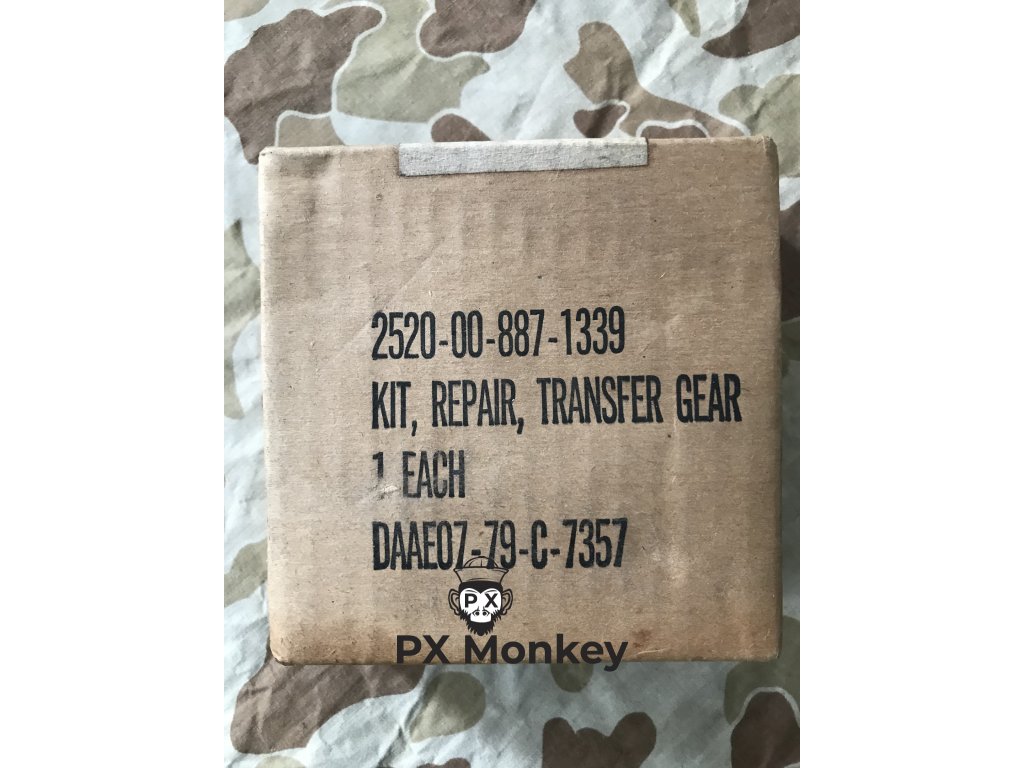 2520-00-887-1339
KIT, REPAIR, TRANSFER GEAR
1 EACH
DAAE07-79-C-7357
PX
PX Monkey